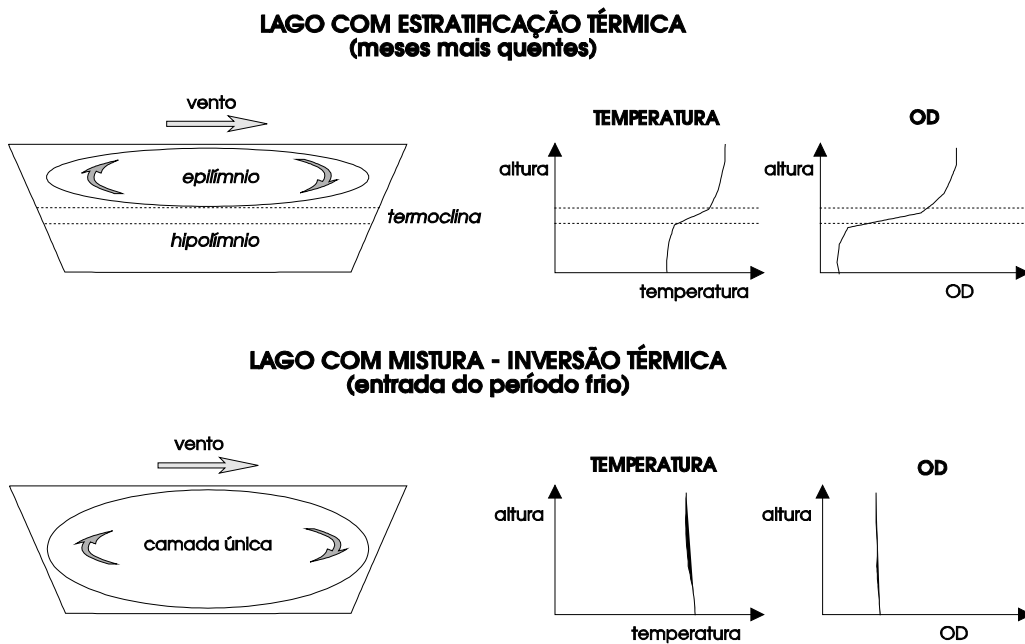 LAGO COM ESTRATIFICAÇÃO TÉRMICA
(meses mais quentes)
vento
TEMPERATURA
OD
altura
altura
epilímnio
termoclina
hipolímnio
temperatura
OD
LAGO COM MISTURA - INVERSÃO TÉRMICA
(entrada do período frio)
vento
TEMPERATURA
OD
altura
altura
camada única
temperatura
OD